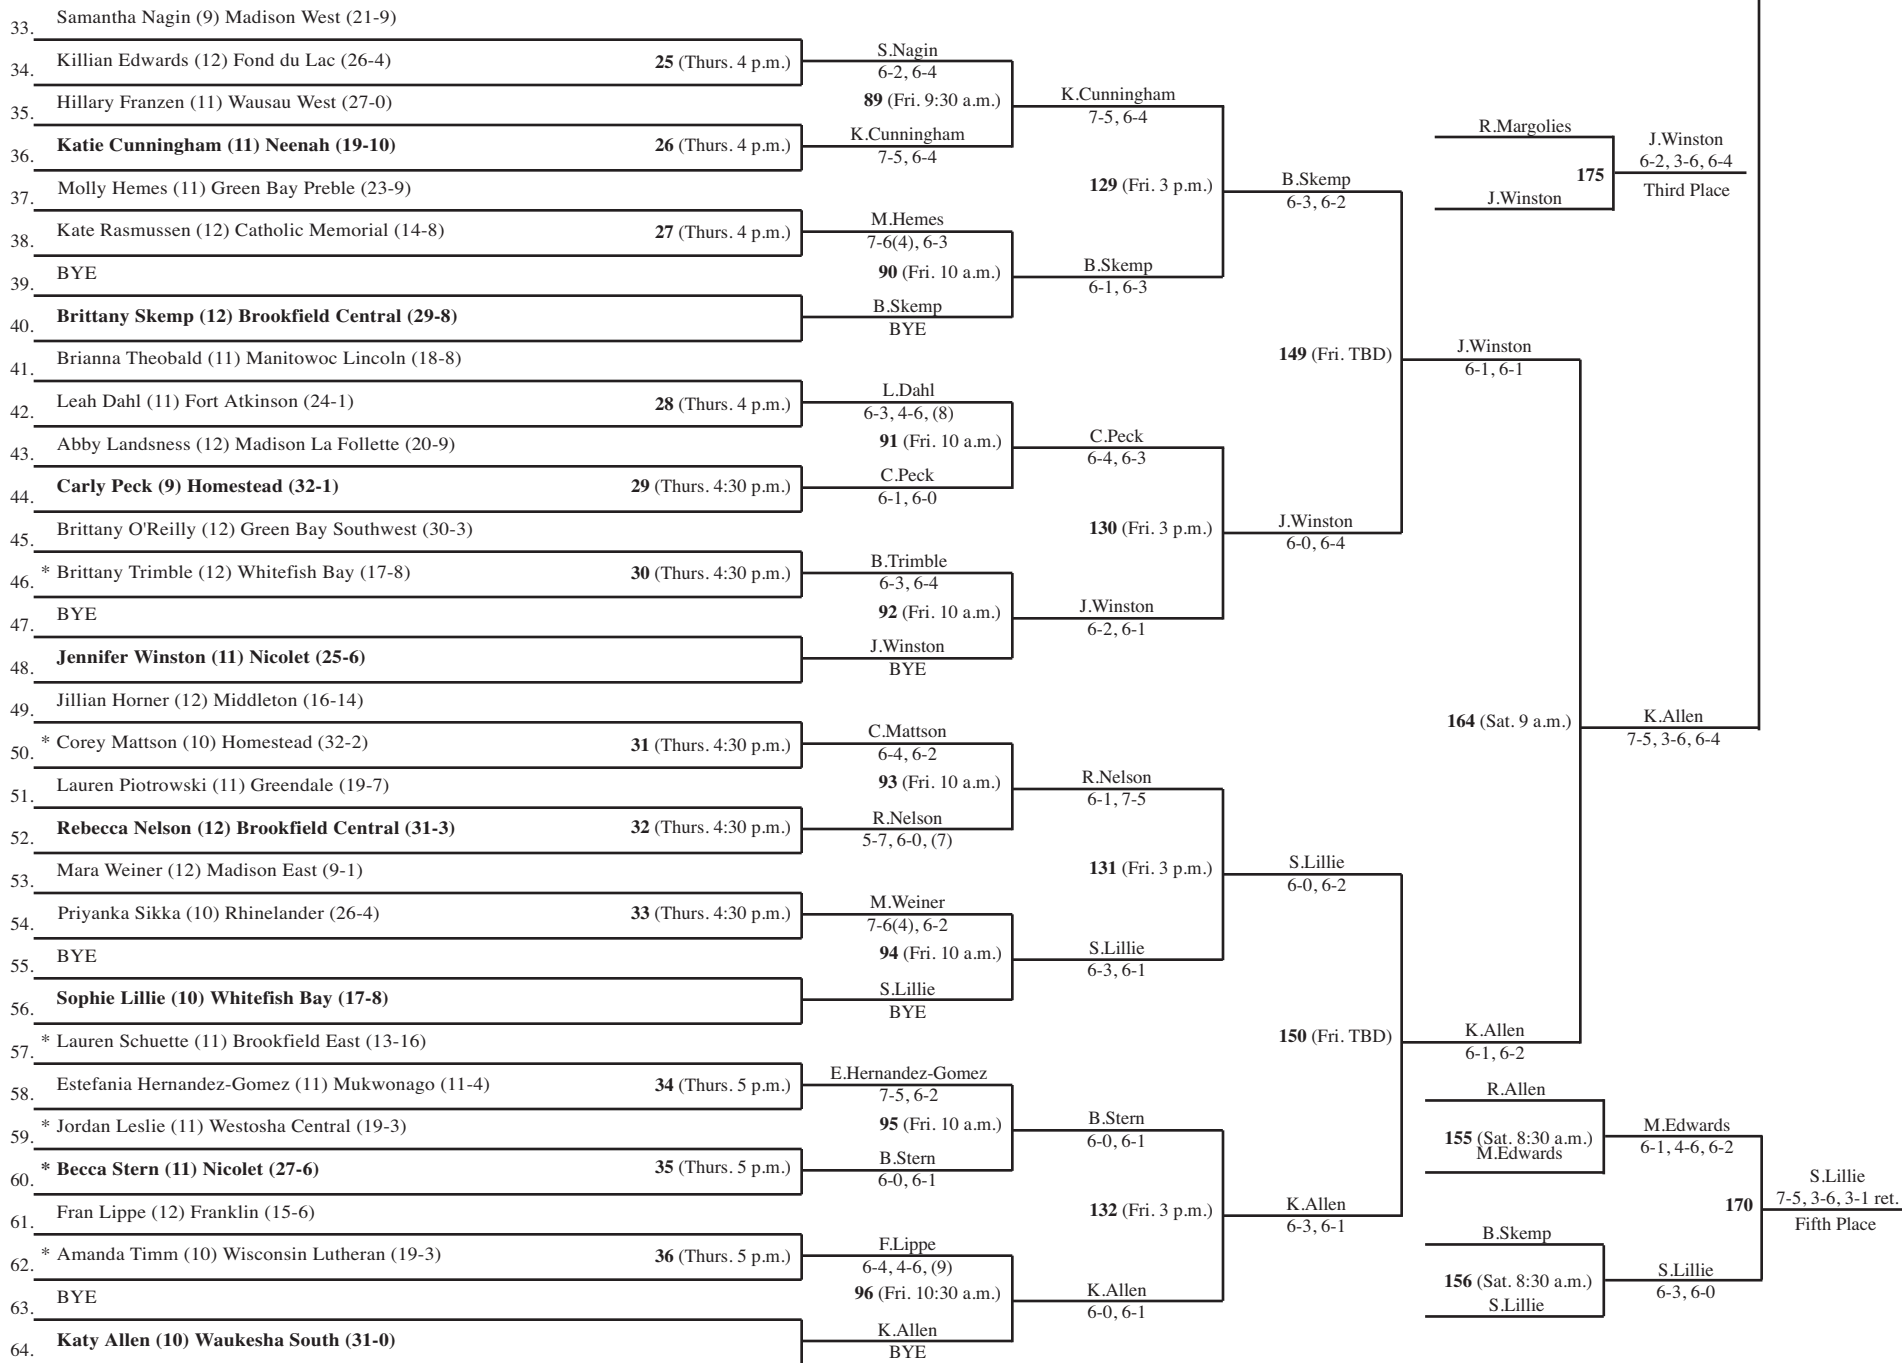 33. Samantha Nagin (9) Madison West (21-9)
34. Killian Edwards (12) Fond du Lac (26-4)
25 (Thurs. 4 p.m.)
35. Hillary Franzen (11) Wausau West (27-0)
36. Katie Cunningham (11) Neenah (19-10)
26 (Thurs. 4 p.m.)
37. Molly Hemes (11) Green Bay Preble (23-9)
38. Kate Rasmussen (12) Catholic Memorial (14-8)
27 (Thurs. 4 p.m.)
39. BYE
40. Brittany Skemp (12) Brookfield Central (29-8)
41. Brianna Theobald (11) Manitowoc Lincoln (18-8)
42. Leah Dahl (11) Fort Atkinson (24-1)
28 (Thurs. 4 p.m.)
43. Abby Landsness (12) Madison La Follette (20-9)
44. Carly Peck (9) Homestead (32-1)
29 (Thurs. 4:30 p.m.)
45. Brittany O'Reilly (12) Green Bay Southwest (30-3)
46. * Brittany Trimble (12) Whitefish Bay (17-8)
30 (Thurs. 4:30 p.m.)
47. BYE
48. Jennifer Winston (11) Nicolet (25-6)
49. Jillian Horner (12) Middleton (16-14)
50. * Corey Mattson (10) Homestead (32-2)
31 (Thurs. 4:30 p.m.)
51. Lauren Piotrowski (11) Greendale (19-7)
52. Rebecca Nelson (12) Brookfield Central (31-3)
32 (Thurs. 4:30 p.m.)
53. Mara Weiner (12) Madison East (9-1)
54. Priyanka Sikka (10) Rhinelander (26-4)
33 (Thurs. 4:30 p.m.)
55. BYE
56. Sophie Lillie (10) Whitefish Bay (17-8)
57. * Lauren Schuette (11) Brookfield East (13-16)
58. Estefania Hernandez-Gomez (11) Mukwonago (11-4)
34 (Thurs. 5 p.m.)
59. * Jordan Leslie (11) Westosha Central (19-3)
60. * Becca Stern (11) Nicolet (27-6)
35 (Thurs. 5 p.m.)
61. Fran Lippe (12) Franklin (15-6)
62. * Amanda Timm (10) Wisconsin Lutheran (19-3)
36 (Thurs. 5 p.m.)
63. BYE
64. Katy Allen (10) Waukesha South (31-0)
S.Nagin
6-2, 6-4
89 (Fri. 9:30 a.m.)
K.Cunningham
7-5, 6-4
M.Hemes
7-6(4), 6-3
90 (Fri. 10 a.m.)
B.Skemp
BYE
L.Dahl
6-3, 4-6, (8)
91 (Fri. 10 a.m.)
C.Peck
6-1, 6-0
B.Trimble
6-3, 6-4
92 (Fri. 10 a.m.)
J.Winston
BYE
C.Mattson
6-4, 6-2
93 (Fri. 10 a.m.)
R.Nelson
5-7, 6-0, (7)
M.Weiner
7-6(4), 6-2
94 (Fri. 10 a.m.)
S.Lillie
BYE
E.Hernandez-Gomez
7-5, 6-2
95 (Fri. 10 a.m.)
B.Stern
6-0, 6-1
F.Lippe
6-4, 4-6, (9)
96 (Fri. 10:30 a.m.)
K.Allen
BYE
K.Cunningham
7-5, 6-4
129 (Fri. 3 p.m.)
B.Skemp
6-1, 6-3
C.Peck
6-4, 6-3
130 (Fri. 3 p.m.)
J.Winston
6-2, 6-1
R.Nelson
6-1, 7-5
131 (Fri. 3 p.m.)
S.Lillie
6-3, 6-1
B.Stern
6-0, 6-1
132 (Fri. 3 p.m.)
K.Allen
6-0, 6-1
B.Skemp
6-3, 6-2
149 (Fri. TBD)
J.Winston
6-0, 6-4
S.Lillie
6-0, 6-2
150 (Fri. TBD)
K.Allen
6-3, 6-1
J.Winston
6-1, 6-1
164 (Sat. 9 a.m.)
K.Allen
6-1, 6-2
K.Allen
7-5, 3-6, 6-4
R.Margolies
175
J.Winston
J.Winston
6-2, 3-6, 6-4
Third Place
R.Allen
155 (Sat. 8:30 a.m.)
M.Edwards
M.Edwards
6-1, 4-6, 6-2
170
B.Skemp
156 (Sat. 8:30 a.m.)
S.Lillie
S.Lillie
6-3, 6-0
S.Lillie
7-5, 3-6, 3-1 ret.
Fifth Place